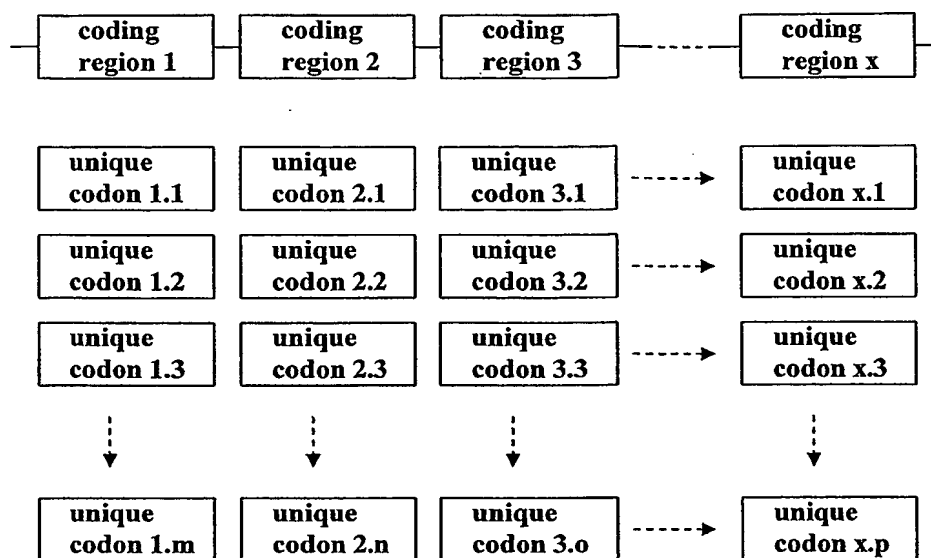 coding
region 1
coding
region 2
coding
region 3
coding
region x
unique
codon 1.1
unique
codon 2.1
unique
codon 3.1
unique
codon x.1
unique
codon 1.2
unique
codon 2.2
unique
codon 3.2
unique
codon x.2
unique
codon 1.3
unique
codon 2.3
unique
codon 3.3
unique
codon x.3
unique
codon 1.m
unique
codon 2.n
unique
codon 3.o
unique
codon x.p